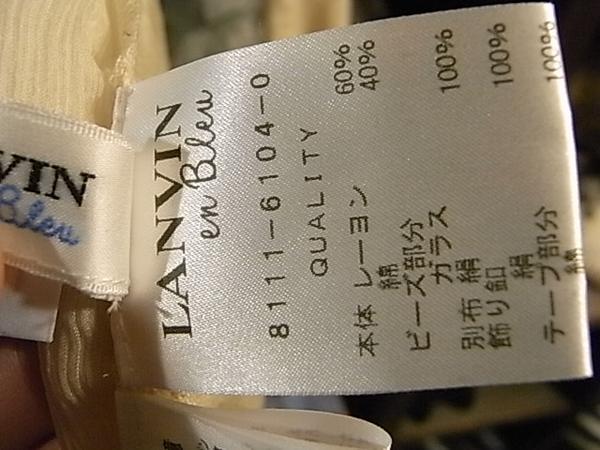 LANVIN
en Bleu
8111-6104-0
QUALITY
本体 レーヨン 60%
綿 40%
ビーズ部分
ガラス 100%
別布 絹 100%
飾り釦
絹 100%
テープ部分
綿
VIN
Bleu